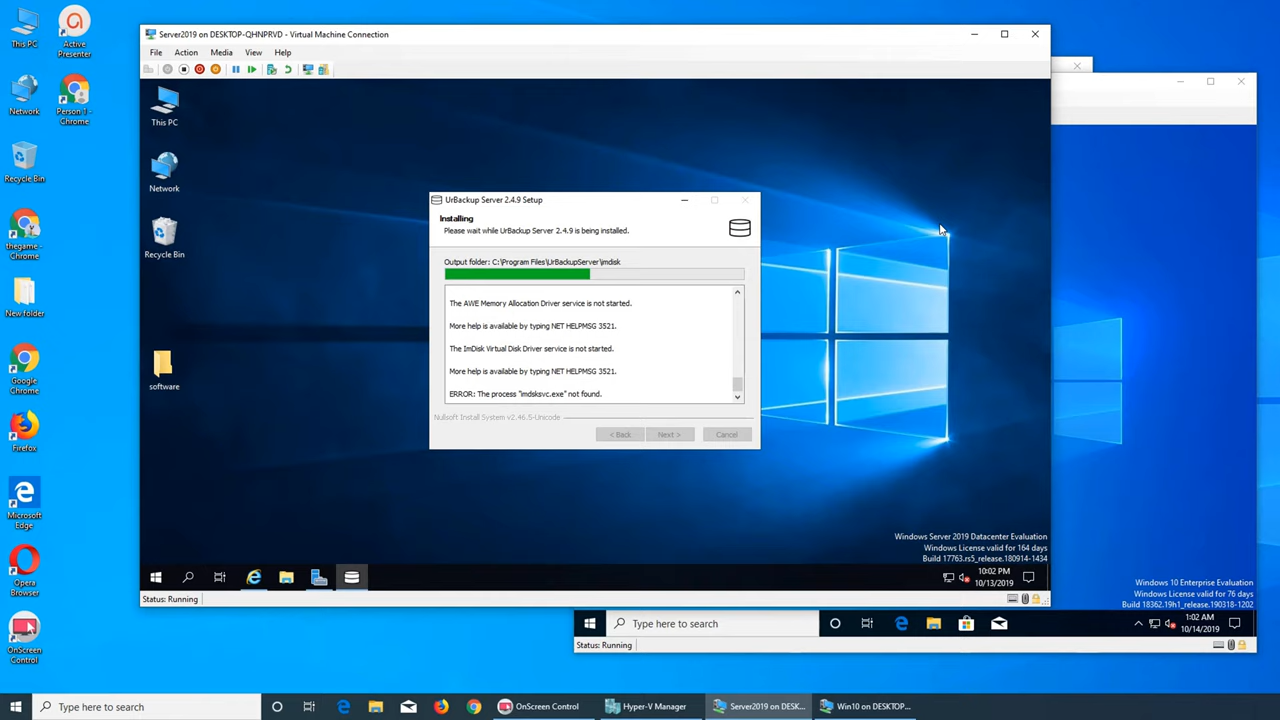 This PC
Active
Presenter
Network
Person 1 -
Chrome
Recycle Bin
thegame -
Chrome
New folder
Google
Chrome
Firefox
Microsoft
Edge
Opera
Browser
OnScreen
Control
Server2019 on DESKTOP-QHNPRVD - Virtual Machine Connection
File Action Media View Help
This PC
Network
Recycle Bin
software
UrBackup Server 2.4.9 Setup
Installing
Please wait while UrBackup Server 2.4.9 is being installed.
Output folder: C:\Program Files\UrBackupServer\imdisk
The AWE Memory Allocation Driver service is not started.
More help is available by typing NET HELPMSG 3521.
The ImDisk Virtual Disk Driver service is not started.
More help is available by typing NET HELPMSG 3521.
ERROR: The process "imdsksvc.exe" not found.
Nullsoft Install System v2.46.5-Unicode
< Back Next > Cancel
Windows Server 2019 Datacenter Evaluation
Windows License valid for 164 days
Build 17763.rs5_release.180914-1434
10:02 PM
10/13/2019
Status: Running
Windows 10 Enterprise Evaluation
Windows License valid for 76 days
Build 18362.19h1_release.190318-1202
Type here to search
1:02 AM
10/14/2019
Status: Running
Type here to search
OnScreen Control
Hyper-V Manager
Server2019 on DESK...
Win10 on DESKTOP...